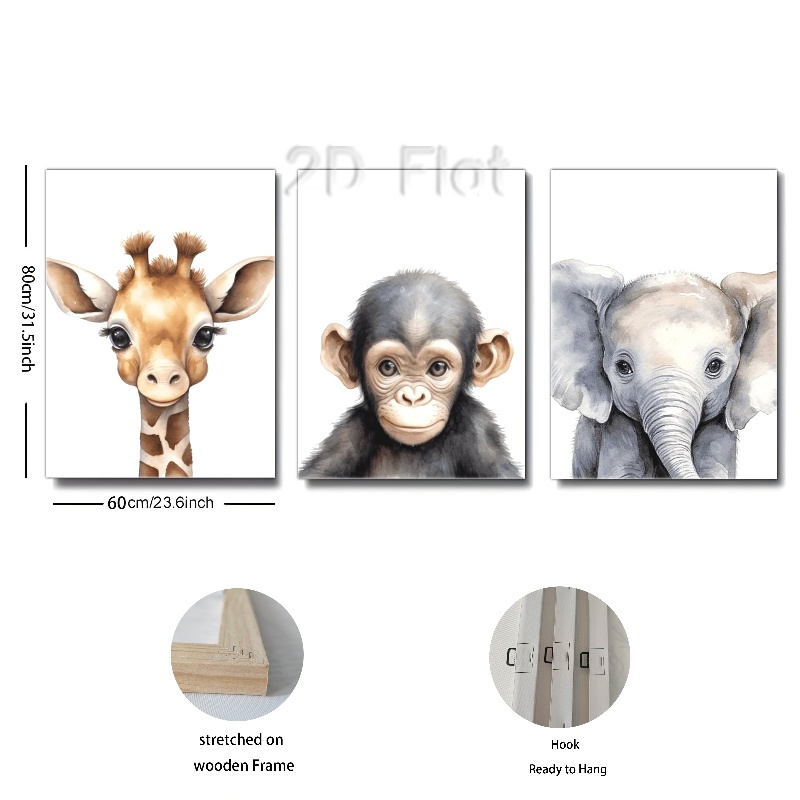 2D Flat
80cm/31.5inch
60cm/23.6inch
stretched on
wooden Frame
Hook
Ready to Hang